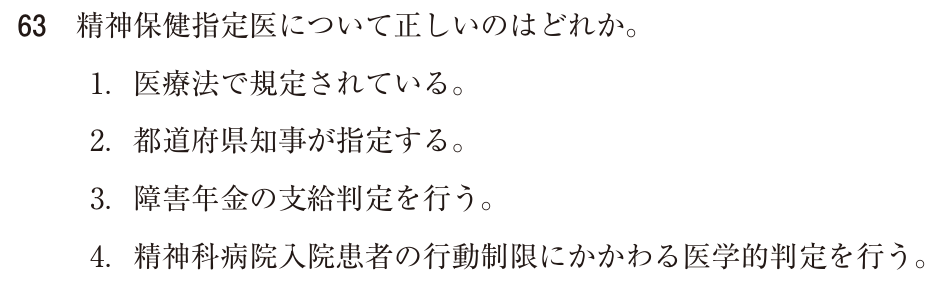 63 精神保健指定医について正しいのはどれか。
1. 医療法で規定されている。
2. 都道府県知事が指定する。
3. 障害年金の支給判定を行う。
4. 精神科病院入院患者の行動制限にかかわる医学的判定を行う。